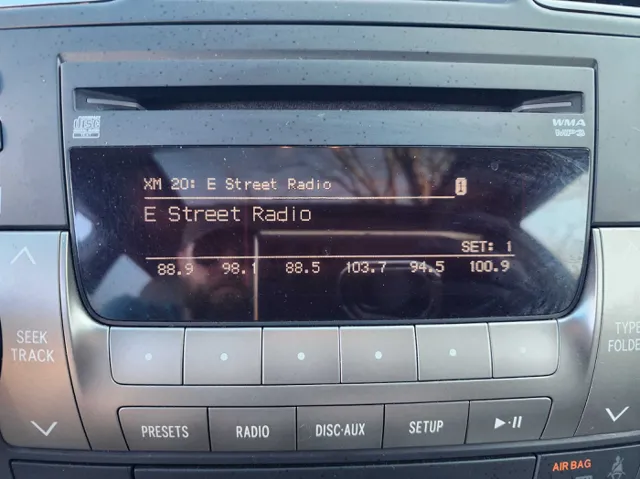 WMA
MP3
XM 20: E Street Radio 1
E Street Radio
SET: 1
88.9 98.1 88.5 103.7 94.5 100.9
SEEK
TRACK
TYPE
FOLDE
PRESETS RADIO DISC·AUX SETUP
AIR BAG